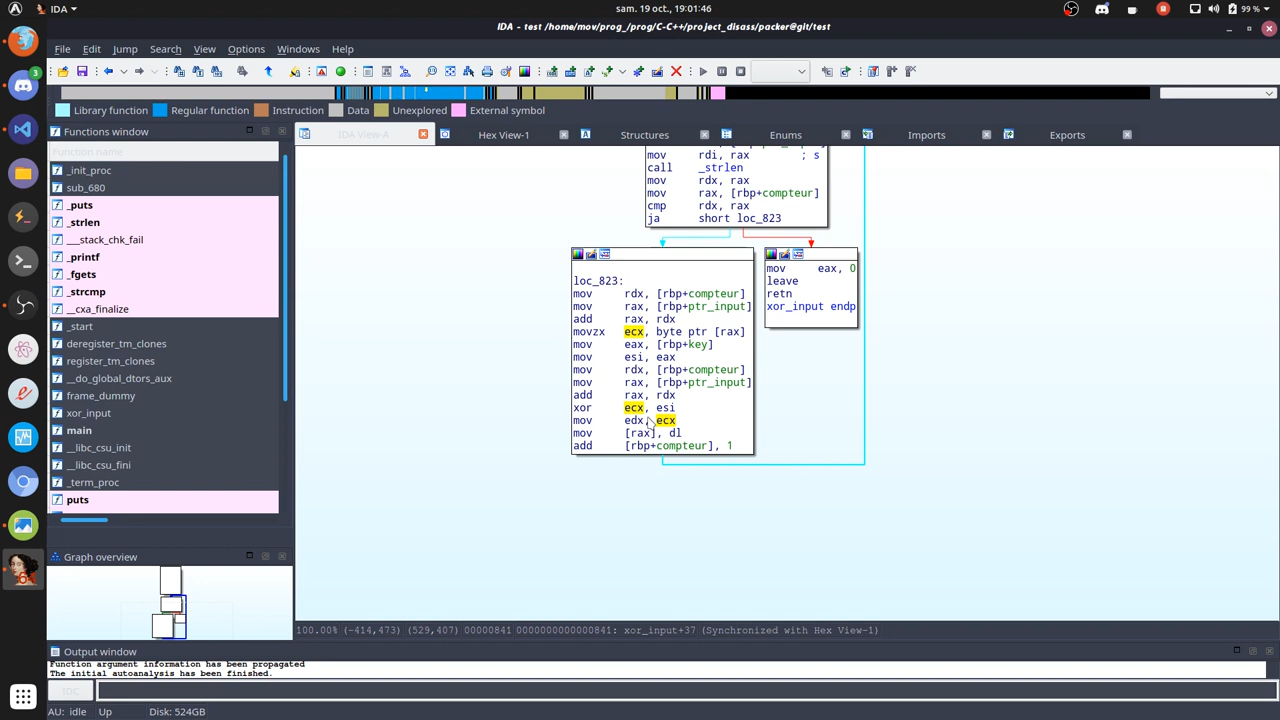 IDA
sam. 19 oct., 19:01:46
99 %
IDA - test /home/mov/prog_/prog/C-C++/project_disass/packer@git/test
File Edit Jump Search View Options Windows Help
Library function Regular function Instruction Data Unexplored External symbol
Functions window
IDA View-A Hex View-1 Structures Enums Imports Exports
Function name
_init_proc
sub_680
_puts
_strlen
___stack_chk_fail
_printf
_fgets
_strcmp
__cxa_finalize
_start
deregister_tm_clones
register_tm_clones
__do_global_dtors_aux
frame_dummy
xor_input
main
__libc_csu_init
__libc_csu_fini
_term_proc
puts
mov rdi, rax ; s
call _strlen
mov rdx, rax
mov rax, [rbp+compteur]
cmp rdx, rax
ja short loc_823
loc_823:
mov rdx, [rbp+compteur]
mov rax, [rbp+ptr_input]
add rax, rdx
movzx ecx, byte ptr [rax]
mov eax, [rbp+key]
mov esi, eax
mov rdx, [rbp+compteur]
mov rax, [rbp+ptr_input]
add rax, rdx
xor ecx, esi
mov edx, ecx
mov [rax], dl
add [rbp+compteur], 1
mov eax, 0
leave
retn
xor_input endp
Graph overview
100.00% (-414,473) (529,407) 00000841 0000000000000841: xor_input+37 (Synchronized with Hex View-1)
Output window
Function argument information has been propagated
The initial autoanalysis has been finished.
IDC
AU: idle Up Disk: 524GB
3